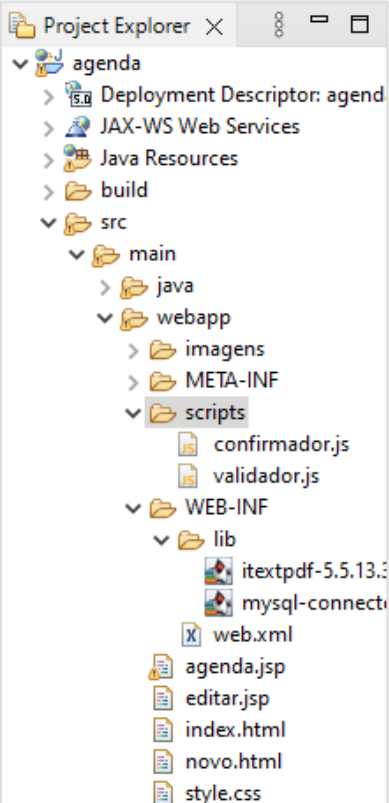 Project Explorer
agenda
Deployment Descriptor: agend
JAX-WS Web Services
Java Resources
build
src
main
java
webapp
imagens
META-INF
scripts
confirmador.js
validador.js
WEB-INF
lib
itextpdf-5.5.13.3
mysql-connect
web.xml
agenda.jsp
editar.jsp
index.html
novo.html
style.css